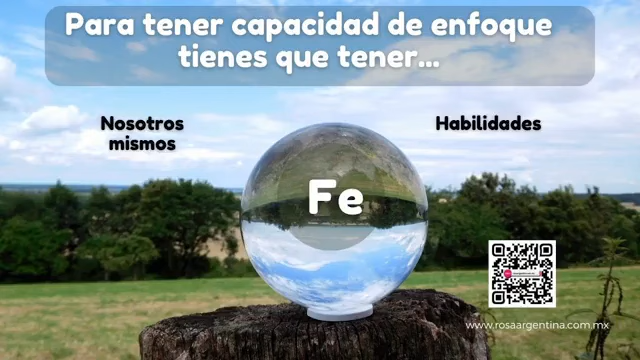 Para tener capacidad de enfoque
tienes que tener...
Nosotros
mismos
Habilidades
Fe
www.rosaargentina.com.mx